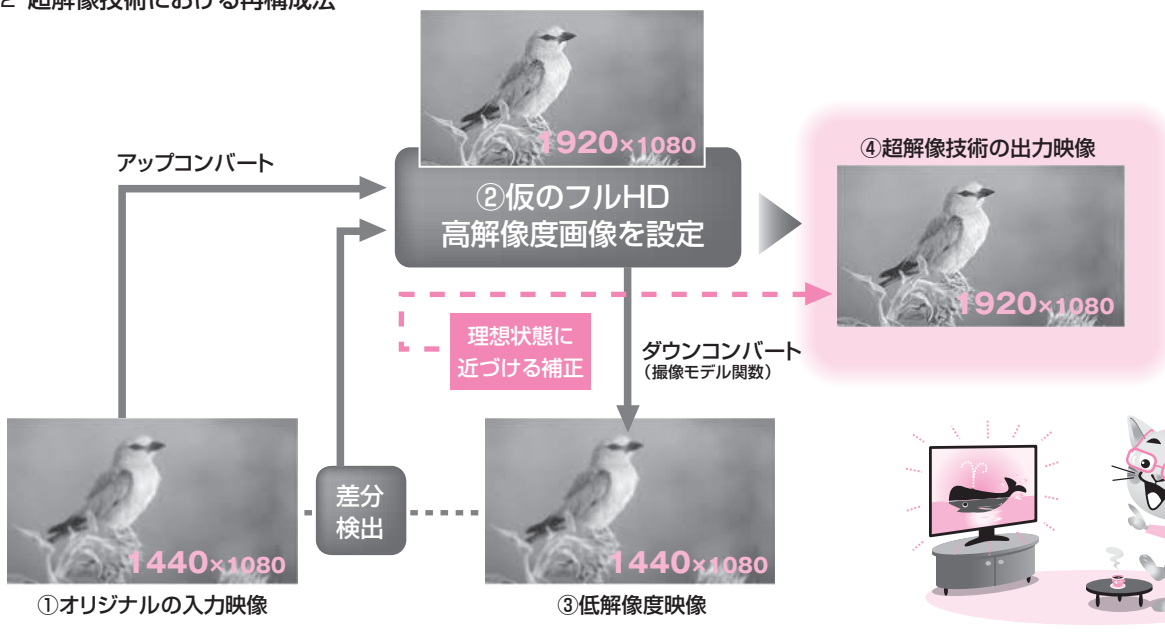 2 超解像技術における再構成法
1920×1080
アップコンバート
②仮のフルHD
高解像度画像を設定
④超解像技術の出力映像
1920×1080
理想状態に
近づける補正
ダウンコンバート
(撮像モデル関数)
差分
検出
1440×1080
1440×1080
①オリジナルの入力映像
③低解像度映像